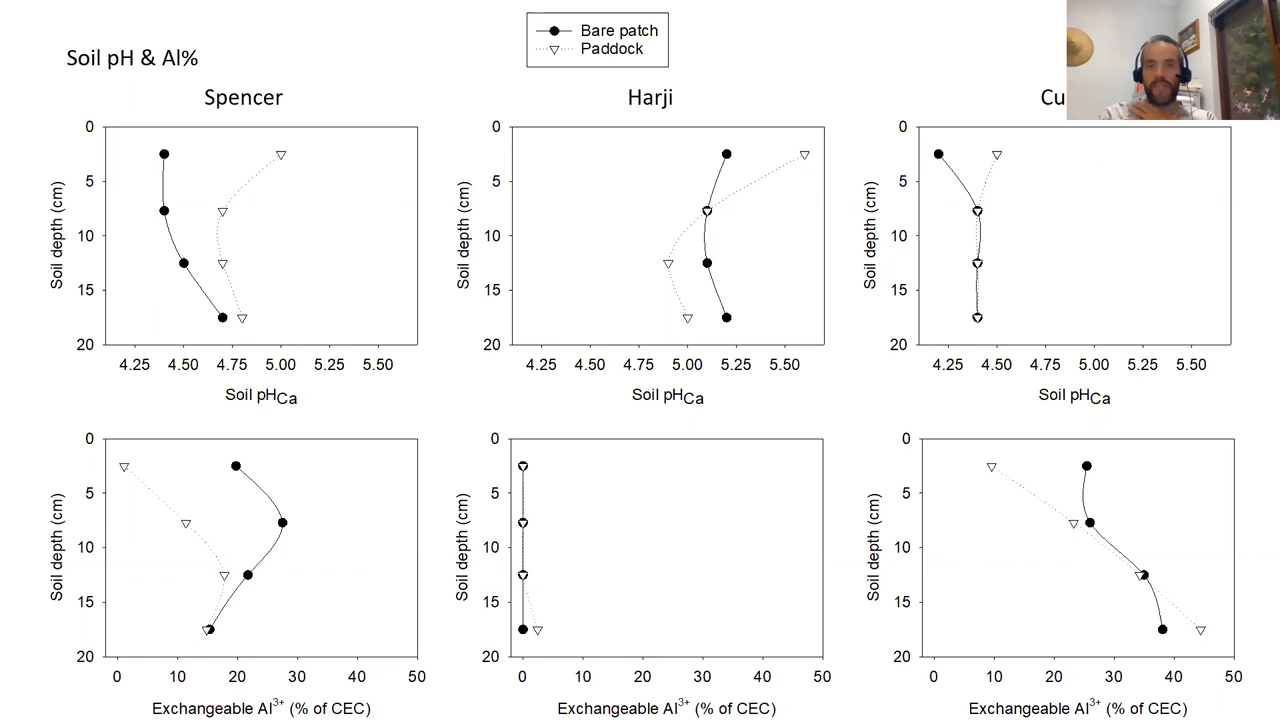 Bare patch
Paddock
Soil pH & Al%
Spencer
Harji
Cu
0
5
10
15
20
Soil depth (cm)
4.25 4.50 4.75 5.00 5.25 5.50
Soil pHCa
0
5
10
15
20
Soil depth (cm)
4.25 4.50 4.75 5.00 5.25 5.50
Soil pHCa
0
5
10
15
20
Soil depth (cm)
4.25 4.50 4.75 5.00 5.25 5.50
Soil pHCa
0
5
10
15
20
Soil depth (cm)
0 10 20 30 40 50
Exchangeable Al3+ (% of CEC)
0
5
10
15
20
Soil depth (cm)
0 10 20 30 40 50
Exchangeable Al3+ (% of CEC)
0
5
10
15
20
Soil depth (cm)
0 10 20 30 40 50
Exchangeable Al3+ (% of CEC)